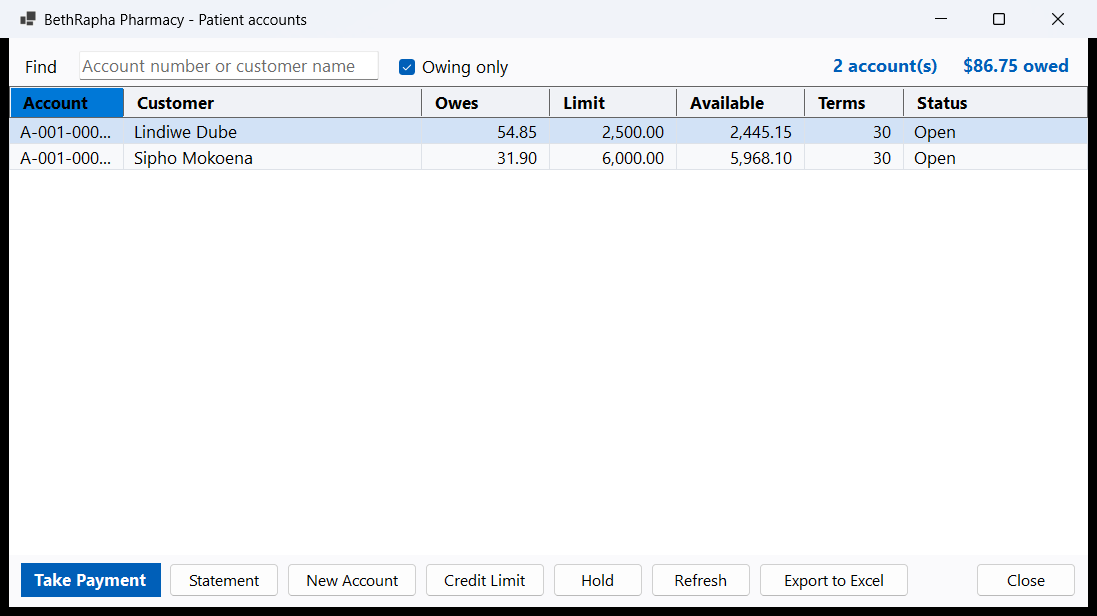 BethRapha Pharmacy - Patient accounts
Find Account number or customer name Owing only 2 account(s) $86.75 owed
Account Customer Owes Limit Available Terms Status
A-001-000... Lindiwe Dube 54.85 2,500.00 2,445.15 30 Open
A-001-000... Sipho Mokoena 31.90 6,000.00 5,968.10 30 Open
Take Payment Statement New Account Credit Limit Hold Refresh Export to Excel Close